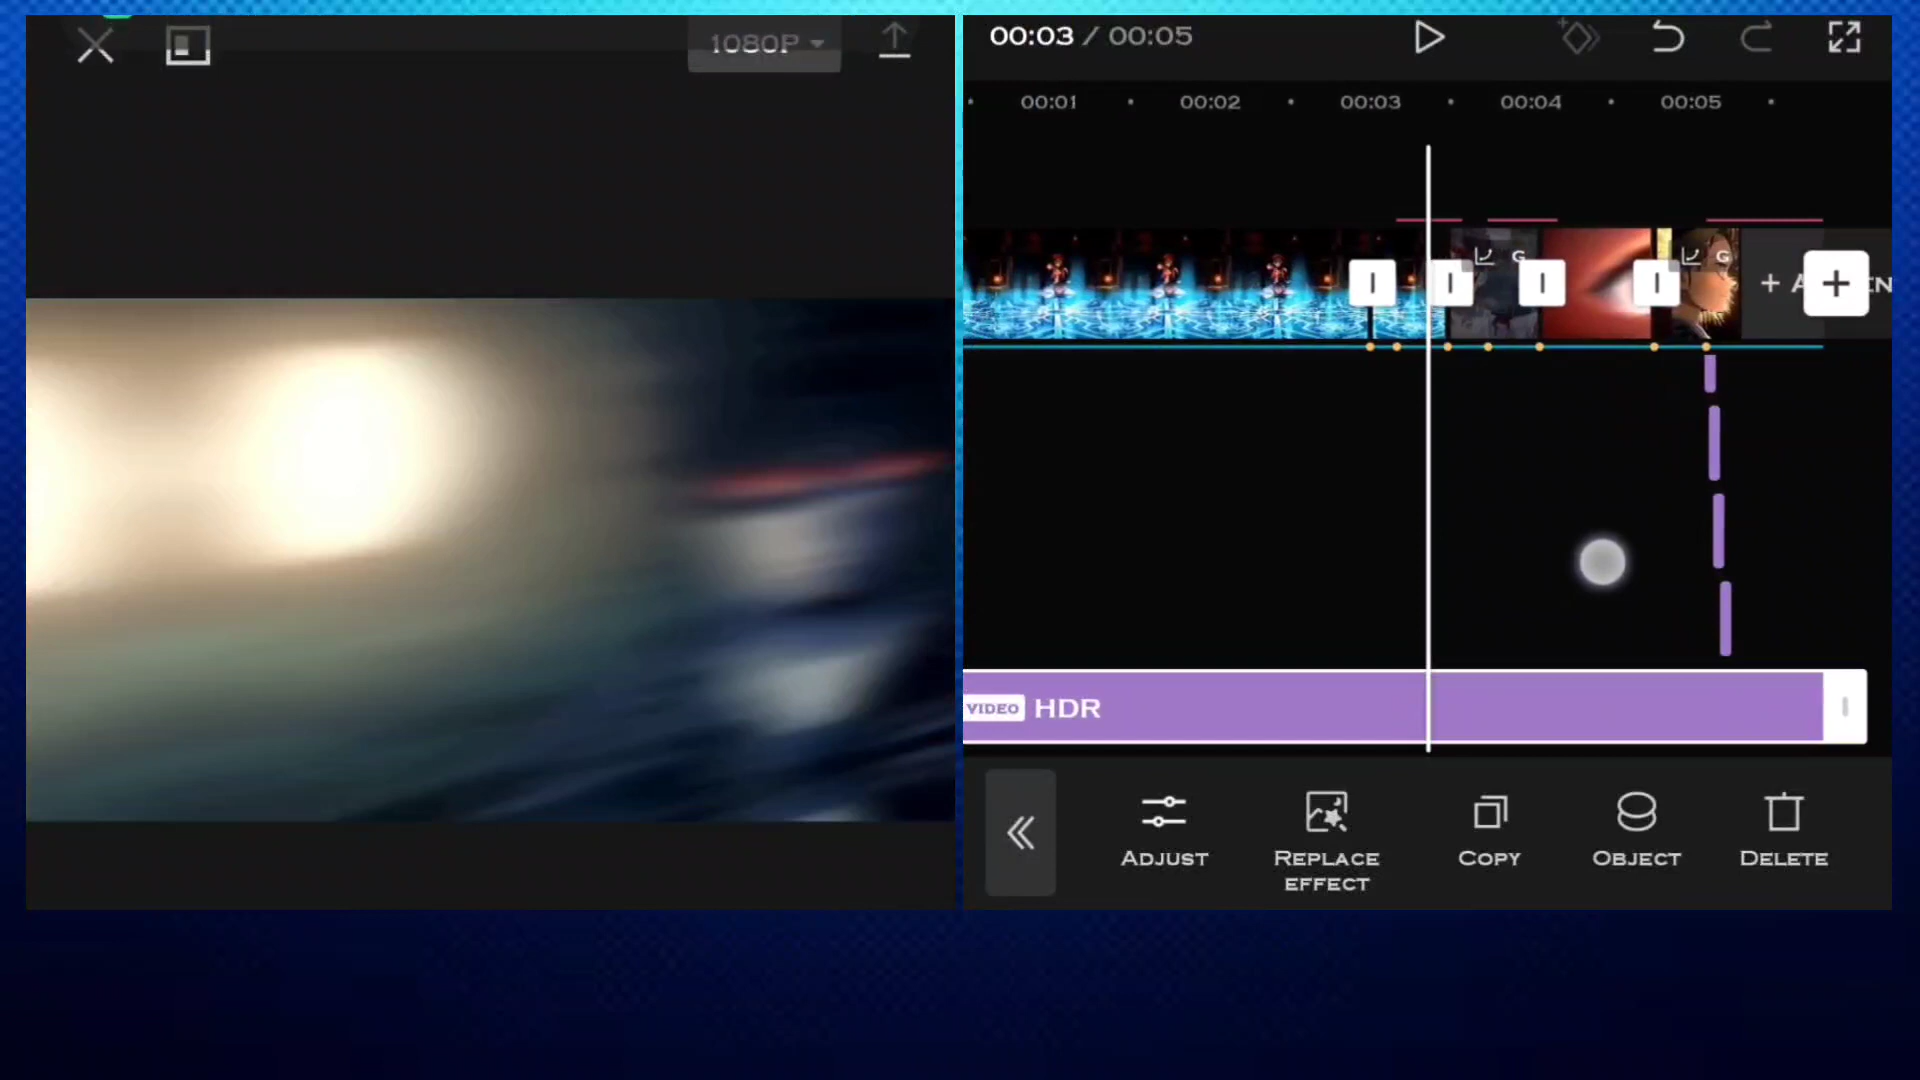 1080P
00:03 / 00:05
00:01
00:02
00:03
00:04
00:05
G
G
+
VIDEO HDR
ADJUST
REPLACE
EFFECT
COPY
OBJECT
DELETE